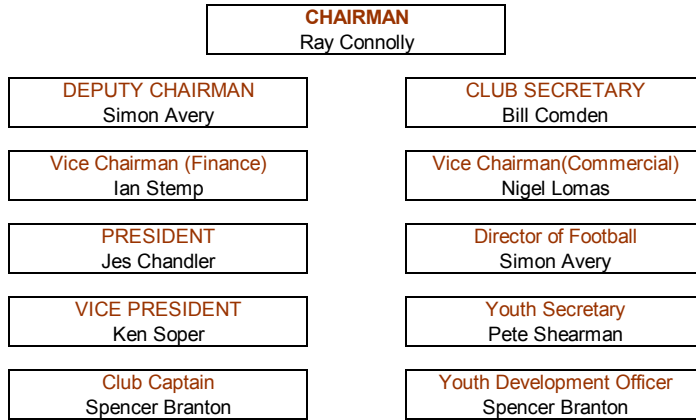 CHAIRMAN
Ray Connolly
DEPUTY CHAIRMAN
Simon Avery
CLUB SECRETARY
Bill Comden
Vice Chairman (Finance)
Ian Stemp
Vice Chairman(Commercial)
Nigel Lomas
PRESIDENT
Jes Chandler
Director of Football
Simon Avery
VICE PRESIDENT
Ken Soper
Youth Secretary
Pete Shearman
Club Captain
Spencer Branton
Youth Development Officer
Spencer Branton